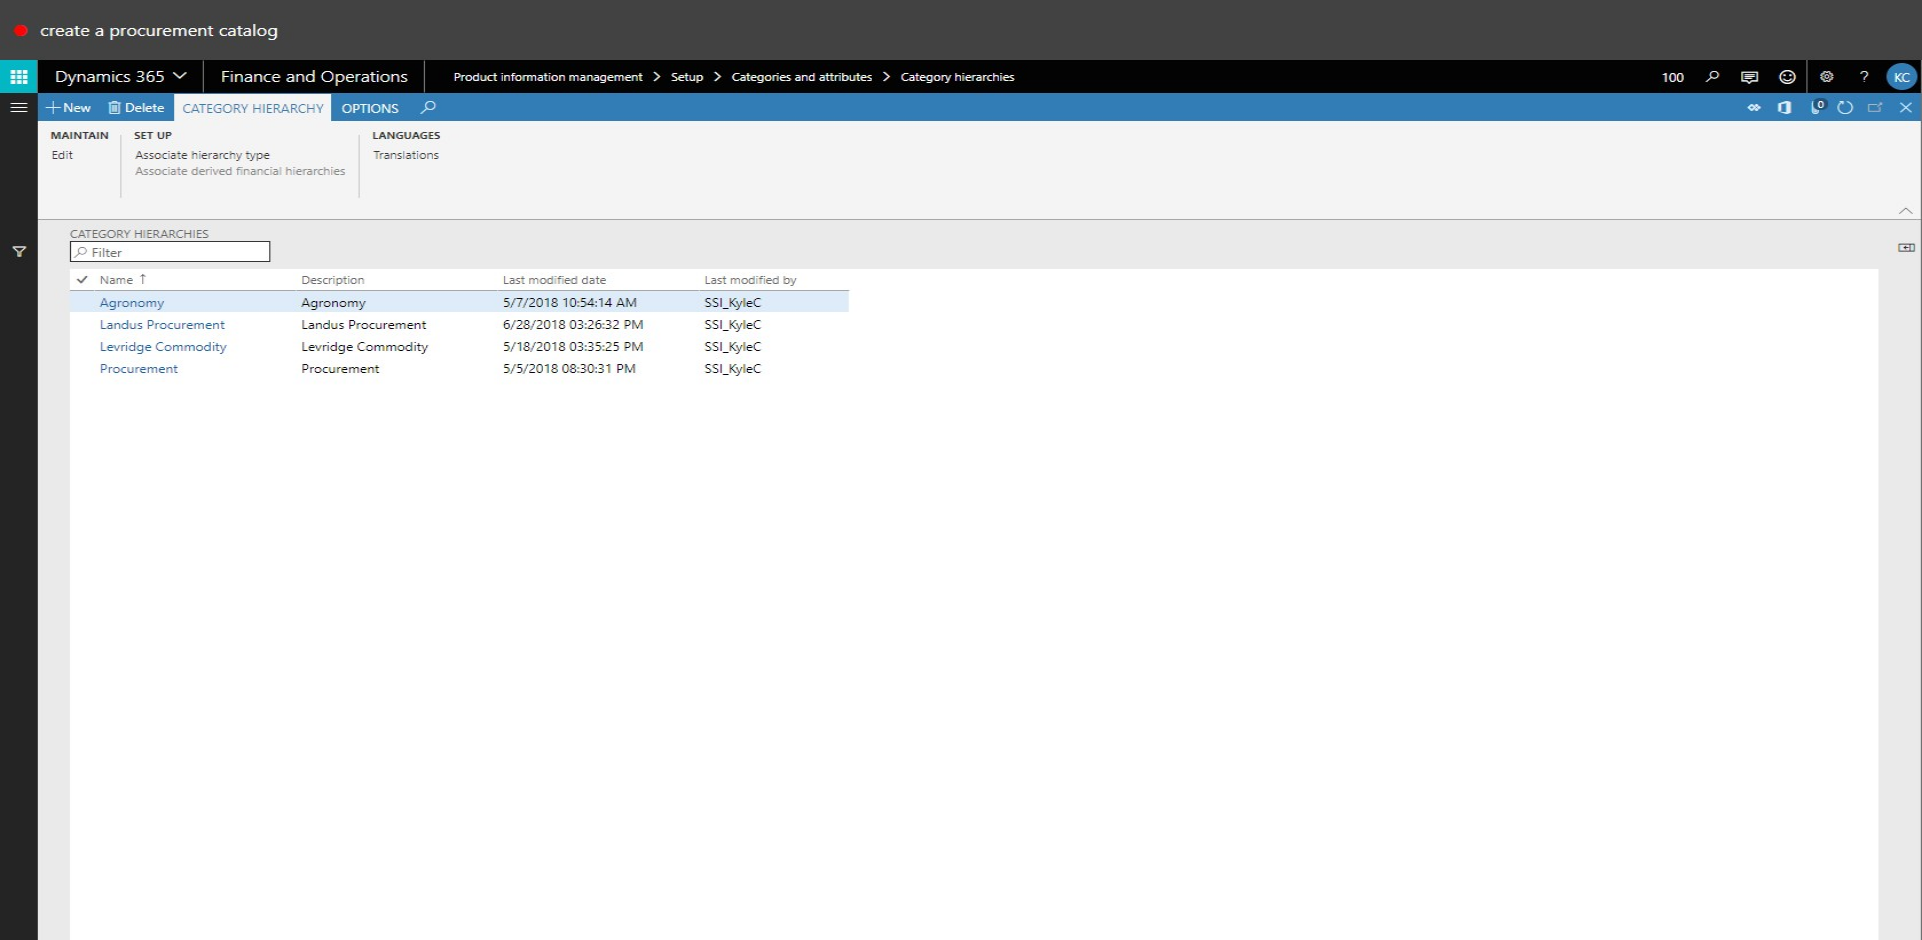 create a procurement catalog
Dynamics 365 Finance and Operations Product information management > Setup > Categories and attributes > Category hierarchies 100 ? KC
+ New Delete CATEGORY HIERARCHY OPTIONS 0
MAINTAIN SET UP LANGUAGES
Edit Associate hierarchy type Translations
Associate derived financial hierarchies
CATEGORY HIERARCHIES
Filter
Name ↑ Description Last modified date Last modified by
Agronomy Agronomy 5/7/2018 10:54:14 AM SSI_KyleC
Landus Procurement Landus Procurement 6/28/2018 03:26:32 PM SSI_KyleC
Levridge Commodity Levridge Commodity 5/18/2018 03:35:25 PM SSI_KyleC
Procurement Procurement 5/5/2018 08:30:31 PM SSI_KyleC